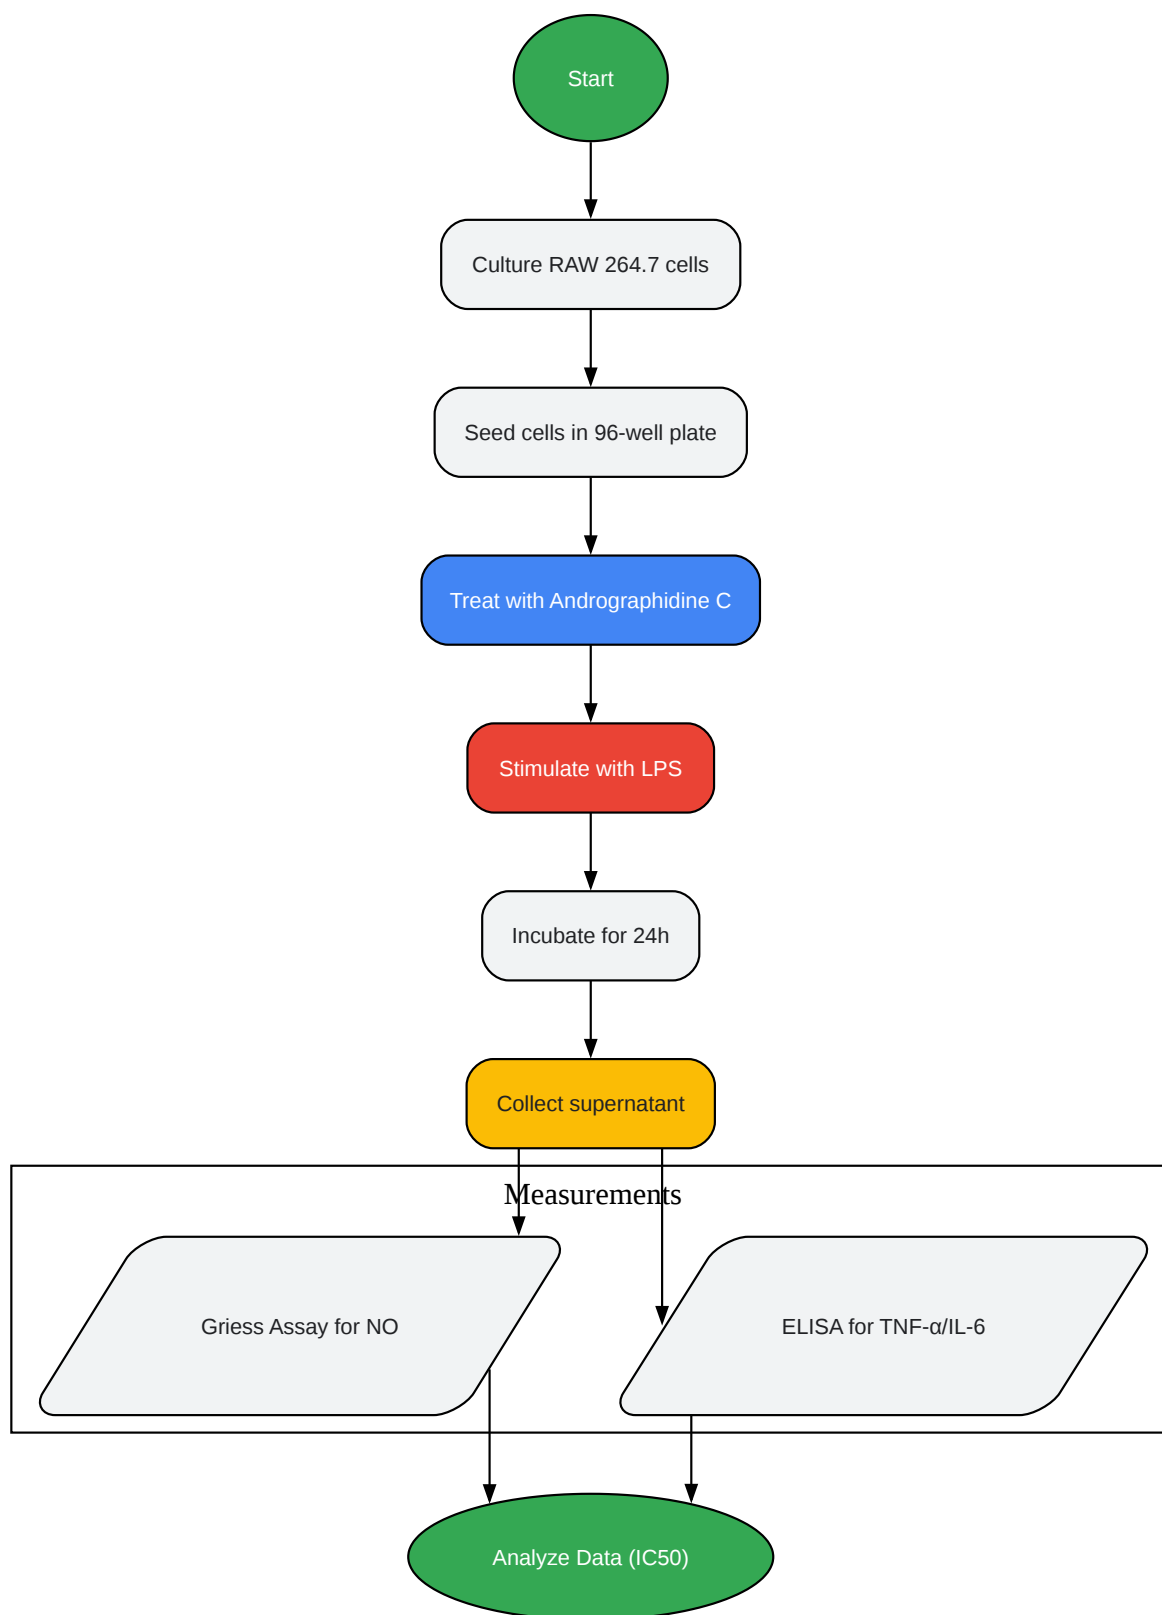 Start
Culture RAW 264.7 cells
Seed cells in 96-well plate
Treat with Andrographidine C
Stimulate with LPS
Incubate for 24h
Collect supernatant
Measurements
Griess Assay for NO
ELISA for TNF-α/IL-6
Analyze Data (IC50)